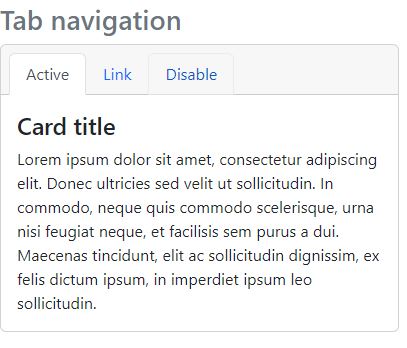 Tab navigation
Active Link Disable
Card title
Lorem ipsum dolor sit amet, consectetur adipiscing
elit. Donec ultricies sed velit ut sollicitudin. In
commodo, neque quis commodo scelerisque, urna
nisi feugiat neque, et facilisis sem purus a dui.
Maecenas tincidunt, elit ac sollicitudin dignissim, ex
felis dictum ipsum, in imperdiet ipsum leo
sollicitudin.